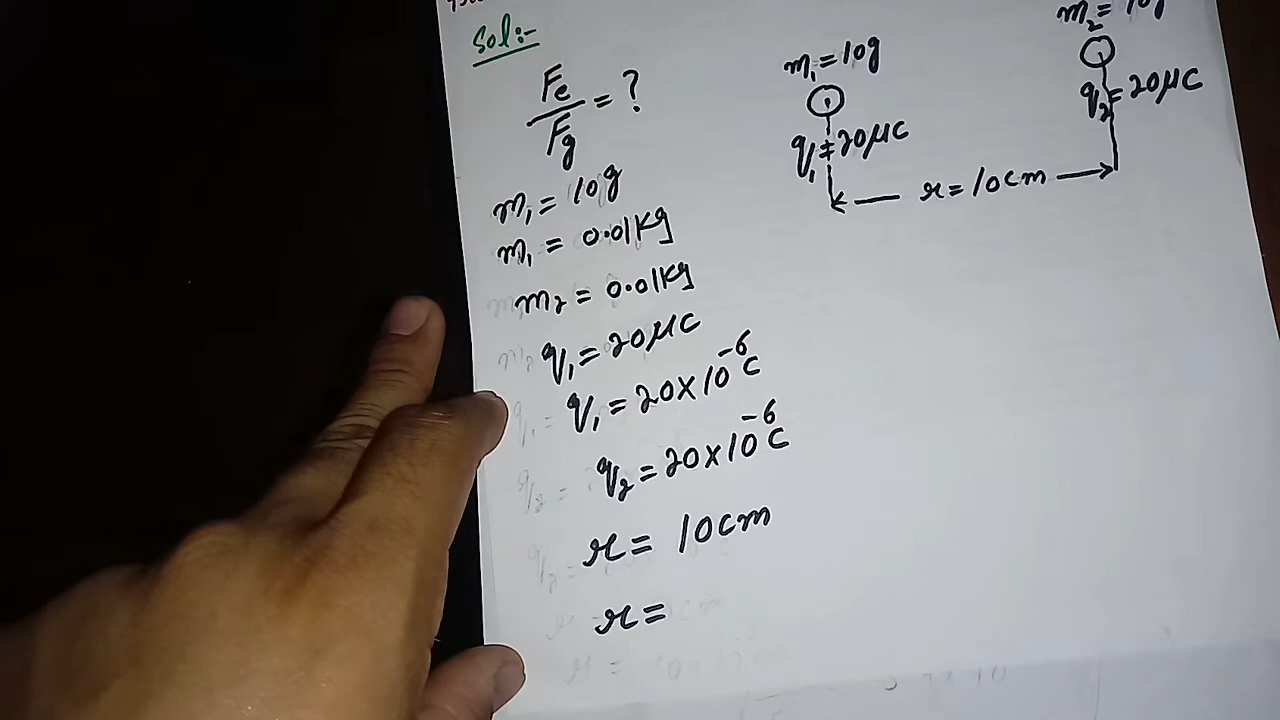 Sol:-
Fe/Fg = ?
m₁ = 10g
m₁ = 0.01kg
m₂ = 0.01kg
q₁ = 20μC
q₁ = 20×10⁻⁶C
q₂ = 20×10⁻⁶C
r = 10cm
r =
m₁ = 10g
q₁ = 20μC
m₂ = 10g
q₂ = 20μC
r = 10cm